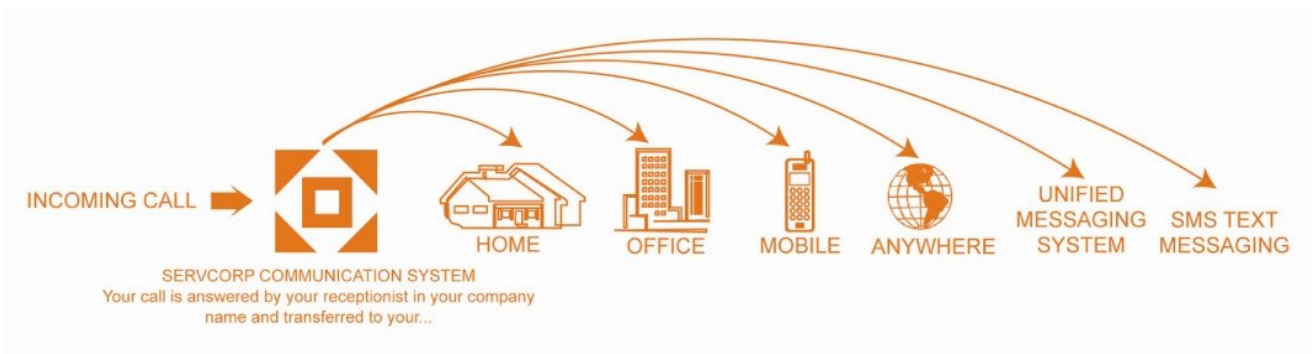 INCOMING CALL
SERVCORP COMMUNICATION SYSTEM
Your call is answered by your receptionist in your company
name and transferred to your...
HOME
OFFICE
MOBILE
ANYWHERE
UNIFIED
MESSAGING
SYSTEM
SMS TEXT
MESSAGING